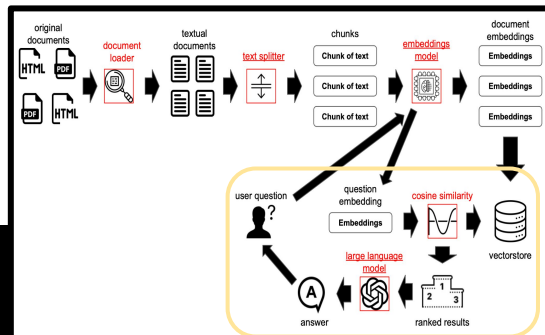 original
documents
document
loader
textual
documents
text splitter
chunks
embeddings
model
document
embeddings
HTML
PDF
PDF
HTML
Chunk of text
Chunk of text
Chunk of text
Embeddings
Embeddings
Embeddings
user question
?
question
embedding
Embeddings
cosine similarity
vectorstore
large language
model
A
answer
1
2
3
ranked results